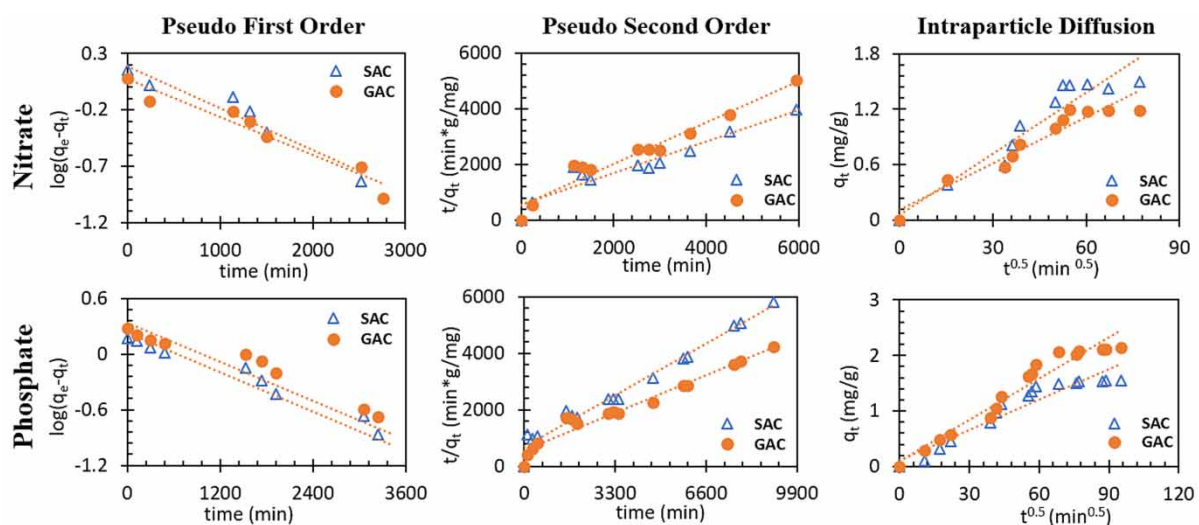 Pseudo First Order
Pseudo Second Order
Intraparticle Diffusion
Nitrate
log(qe-qt)
0.3
-0.2
-0.7
-1.2
0
1000
2000
3000
time (min)
SAC
GAC
t/qt (min*g/mg)
6000
4000
2000
0
0
2000
4000
6000
time (min)
SAC
GAC
qt (mg/g)
1.8
1.2
0.6
0
0
30
60
90
t^0.5 (min^0.5)
SAC
GAC
Phosphate
log(qe-qt)
0.6
0
-0.6
-1.2
0
1200
2400
3600
time (min)
SAC
GAC
t/qt (min*g/mg)
6000
4000
2000
0
0
3300
6600
9900
time (min)
SAC
GAC
qt (mg/g)
3
2
1
0
0
30
60
90
120
t^0.5 (min^0.5)
SAC
GAC